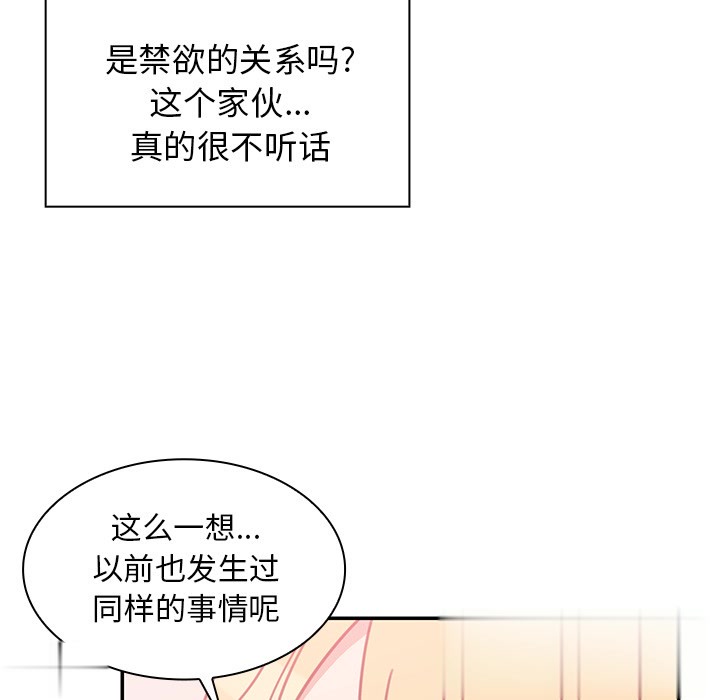 是禁欲的关系吗?
这个家伙...
真的很不听话
这么一想...
以前也发生过
同样的事情呢